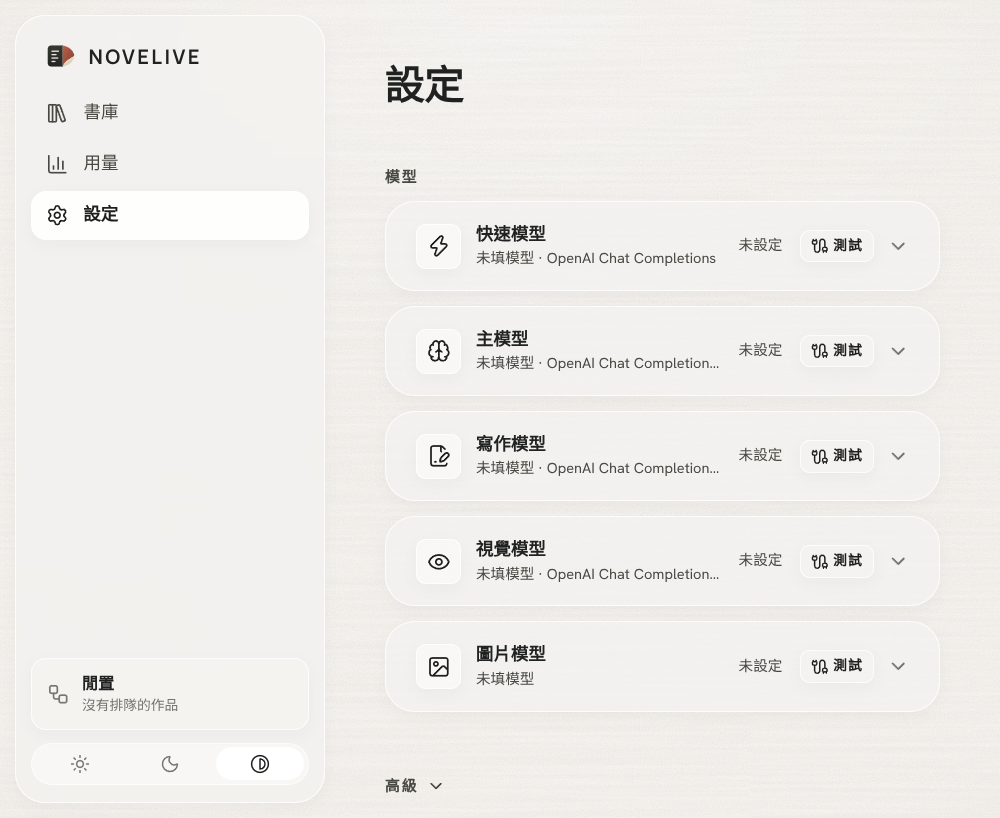 NOVELIVE
書庫
用量
設定
閒置
沒有排隊的作品
設定
模型
快速模型
未填模型 · OpenAI Chat Completions
未設定
測試
主模型
未填模型 · OpenAI Chat Completion...
未設定
測試
寫作模型
未填模型 · OpenAI Chat Completion...
未設定
測試
視覺模型
未填模型 · OpenAI Chat Completion...
未設定
測試
圖片模型
未填模型
未設定
測試
高級